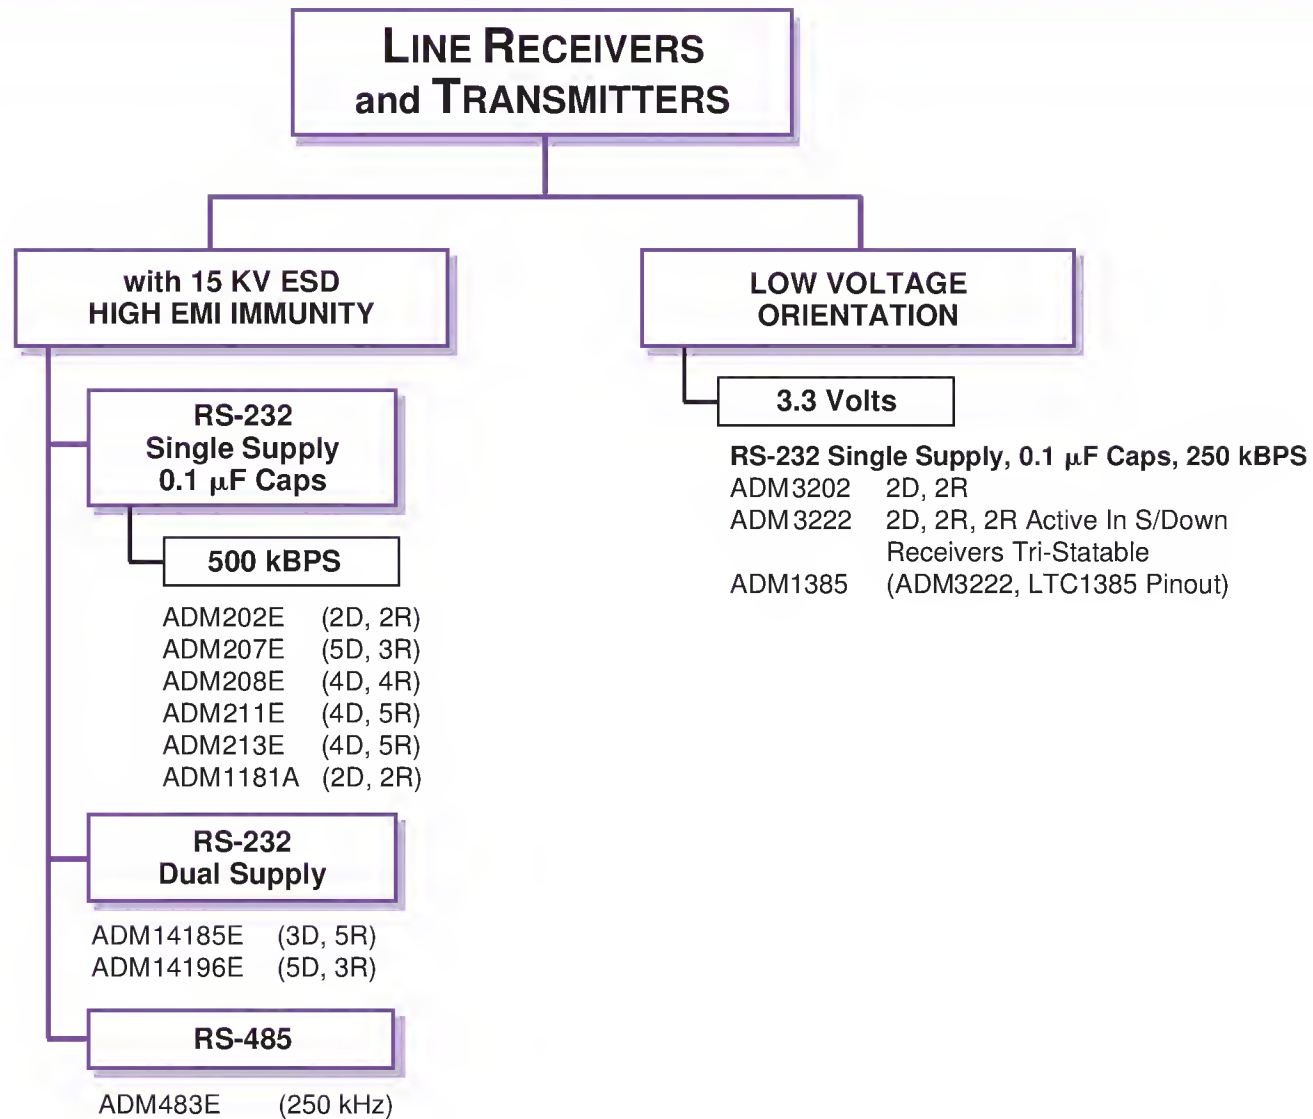 LINE RECEIVERS
and TRANSMITTERS
with 15 KV ESD
HIGH EMI IMMUNITY
RS-232
Single Supply
0.1 μF Caps
500 kBPS
ADM202E (2D, 2R)
ADM207E (5D, 3R)
ADM208E (4D, 4R)
ADM211E (4D, 5R)
ADM213E (4D, 5R)
ADM1181A (2D, 2R)
RS-232
Dual Supply
ADM14185E (3D, 5R)
ADM14196E (5D, 3R)
RS-485
ADM483E (250 kHz)
LOW VOLTAGE
ORIENTATION
3.3 Volts
RS-232 Single Supply, 0.1 μF Caps, 250 kBPS
ADM3202 2D, 2R
ADM3222 2D, 2R, 2R Active In S/Down
Receivers Tri-Statable
ADM1385 (ADM3222, LTC1385 Pinout)